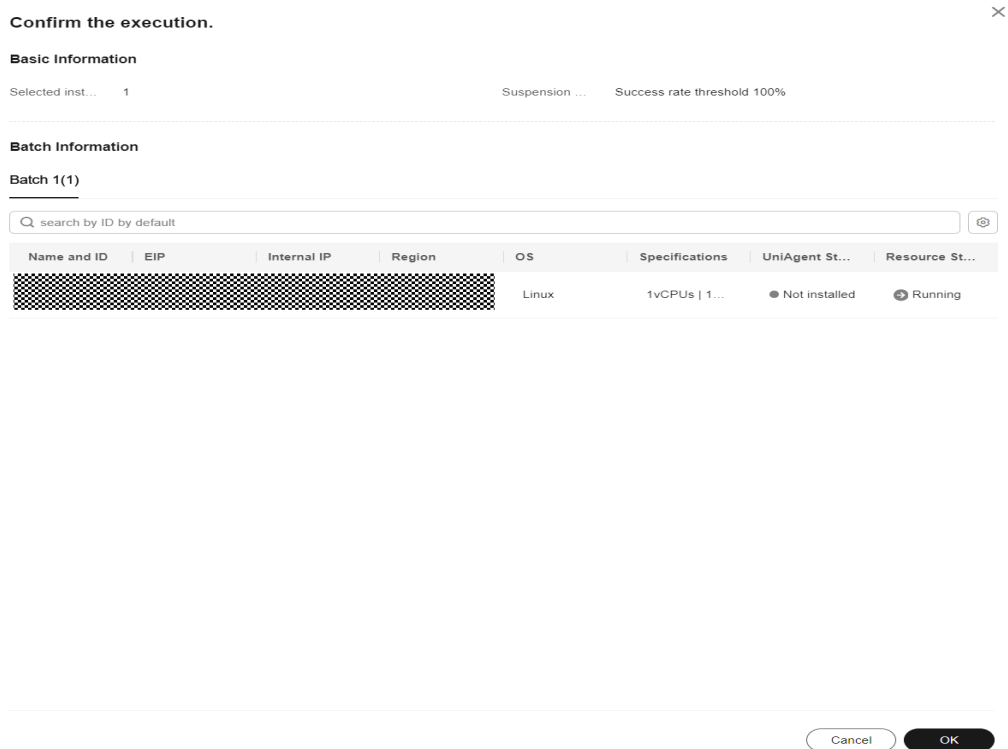 Confirm the execution.
Basic Information
Selected inst... 1 Suspension ... Success rate threshold 100%
Batch Information
Batch 1(1)
search by ID by default
Name and ID EIP Internal IP Region OS Specifications UniAgent St... Resource St...
Linux 1vCPUs | 1... Not installed Running
Cancel OK